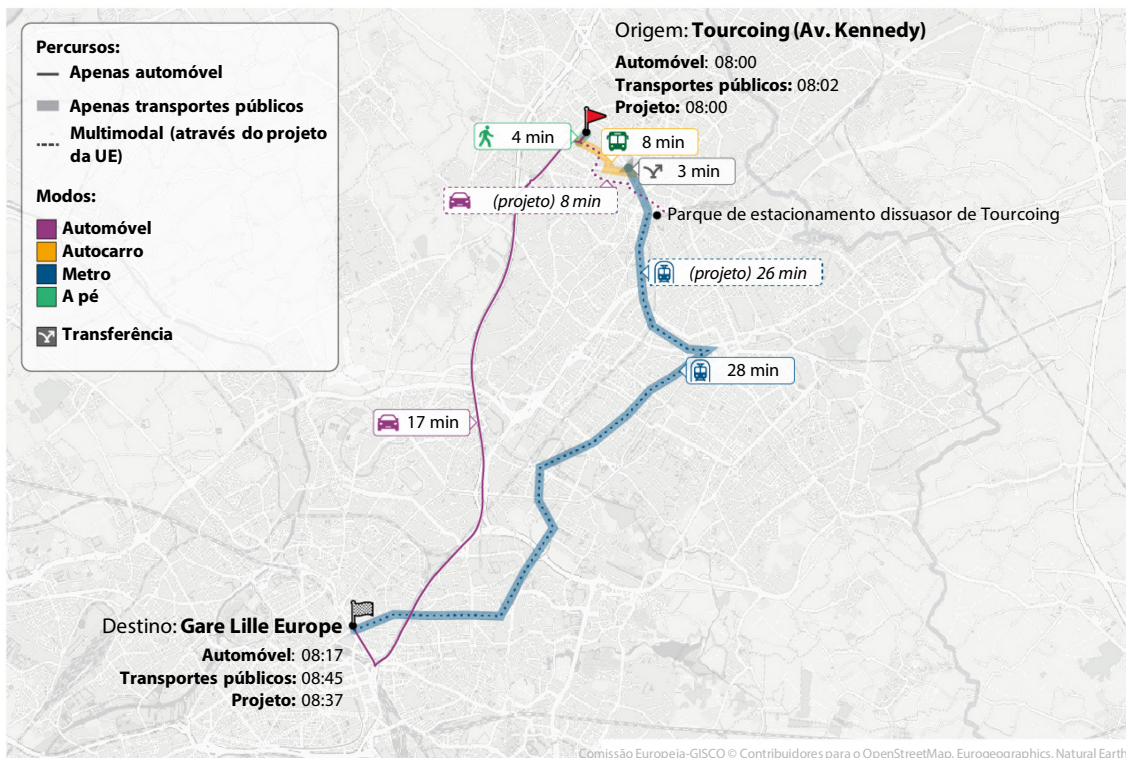 Percursos:
Apenas automóvel
Apenas transportes públicos
Multimodal (através do projeto
da UE)
Modos:
Automóvel
Autocarro
Metro
A pé
Transferência
Origem: Tourcoing (Av. Kennedy)
Automóvel: 08:00
Transportes públicos: 08:02
Projeto: 08:00
4 min
8 min
3 min
(projeto) 8 min
Parque de estacionamento dissuasor de Tourcoing
(projeto) 26 min
28 min
17 min
Destino: Gare Lille Europe
Automóvel: 08:17
Transportes públicos: 08:45
Projeto: 08:37
Comissão Europeia-GISCO © Contribuidores para o OpenStreetMap, Eurogeographics, Natural Earth